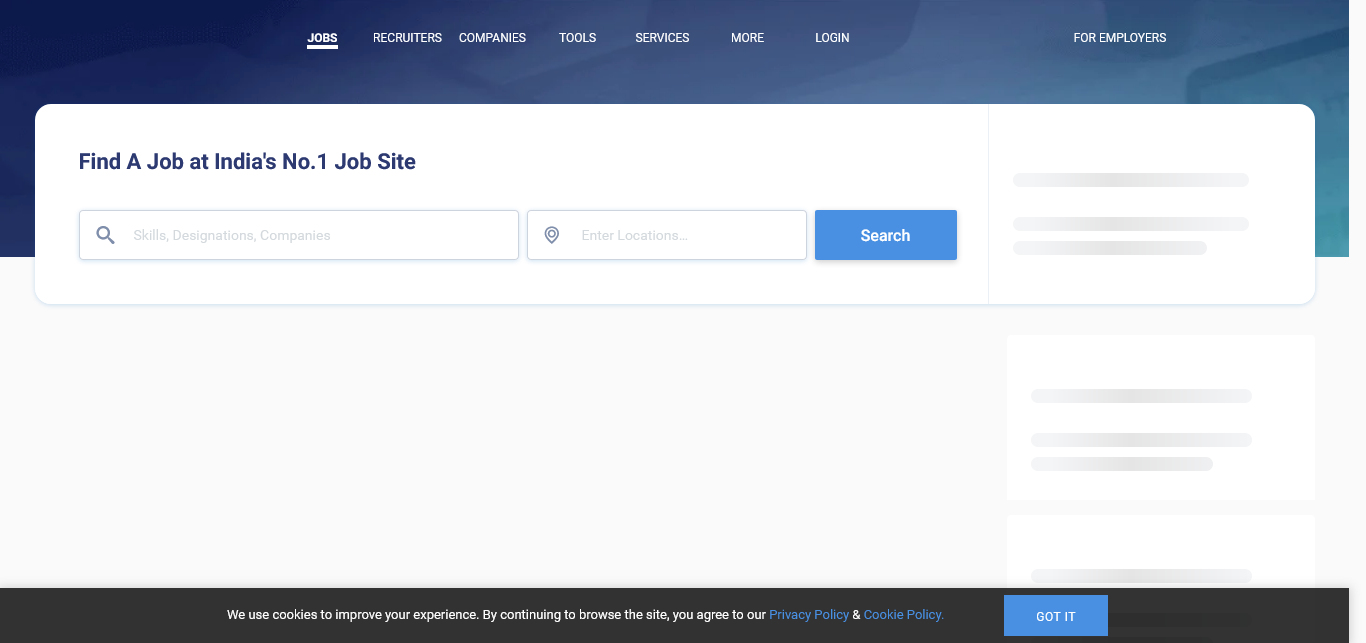 JOBS RECRUITERS COMPANIES TOOLS SERVICES MORE LOGIN FOR EMPLOYERS
Find A Job at India's No.1 Job Site
Skills, Designations, Companies Enter Locations... Search
We use cookies to improve your experience. By continuing to browse the site, you agree to our Privacy Policy & Cookie Policy. GOT IT